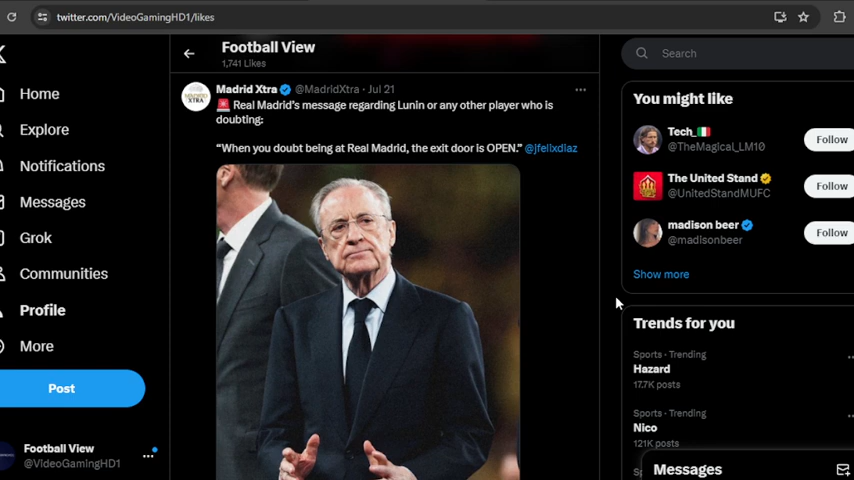 twitter.com/VideoGamingHD1/likes
Football View
1,741 Likes
Search
Home
Explore
Notifications
Messages
Grok
Communities
Profile
More
Post
Football View
@VideoGamingHD1
MADRID XTRA
Madrid Xtra @MadridXtra · Jul 21
🚨 Real Madrid's message regarding Lunin or any other player who is
doubting:
“When you doubt being at Real Madrid, the exit door is OPEN.” @jfelixdiaz
You might like
Tech_🇮🇹
@TheMagical_LM10
Follow
The United Stand
@UnitedStandMUFC
Follow
madison beer
@madisonbeer
Follow
Show more
Trends for you
Sports · Trending
Hazard
17.7K posts
Sports · Trending
Nico
121K posts
Messages